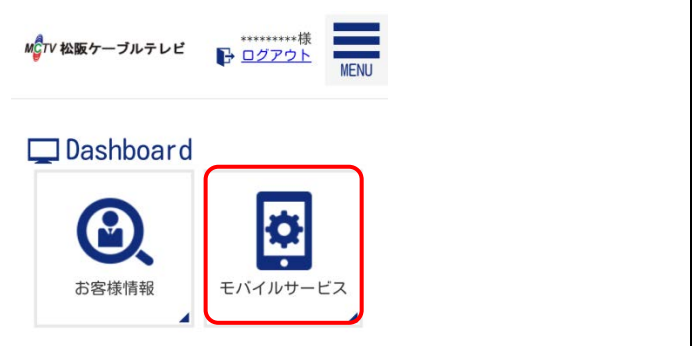 MCTV 松阪ケーブルテレビ
*********様
ログアウト
MENU
Dashboard
お客様情報
モバイルサービス